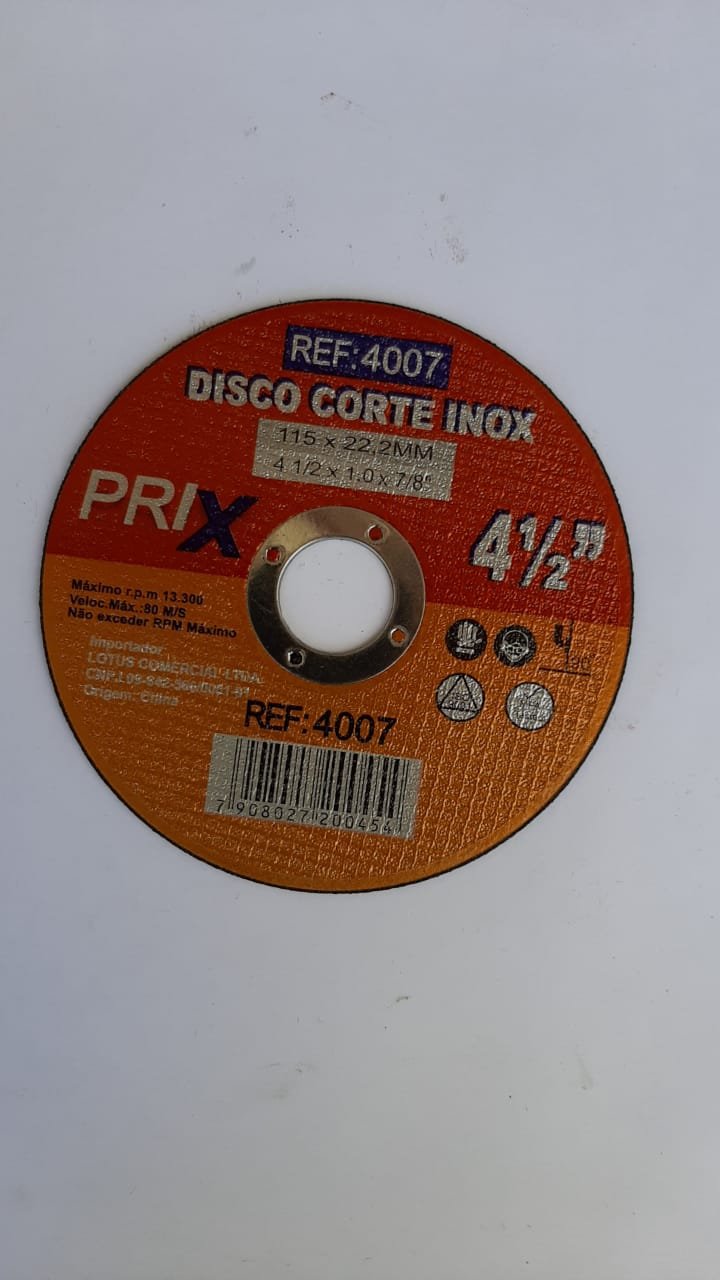 REF: 4007
DISCO CORTE INOX
115 x 22,2MM
4 1/2 x 1.0 x 7/8"
PRIX
4½"
Máximo r.p.m 13.300
Veloc.Máx.:80 M/S
Não exceder RPM Máximo
Importador
LOTUS COMERCIAL LTDA.
Origem: China
REF: 4007
7 908027 200454